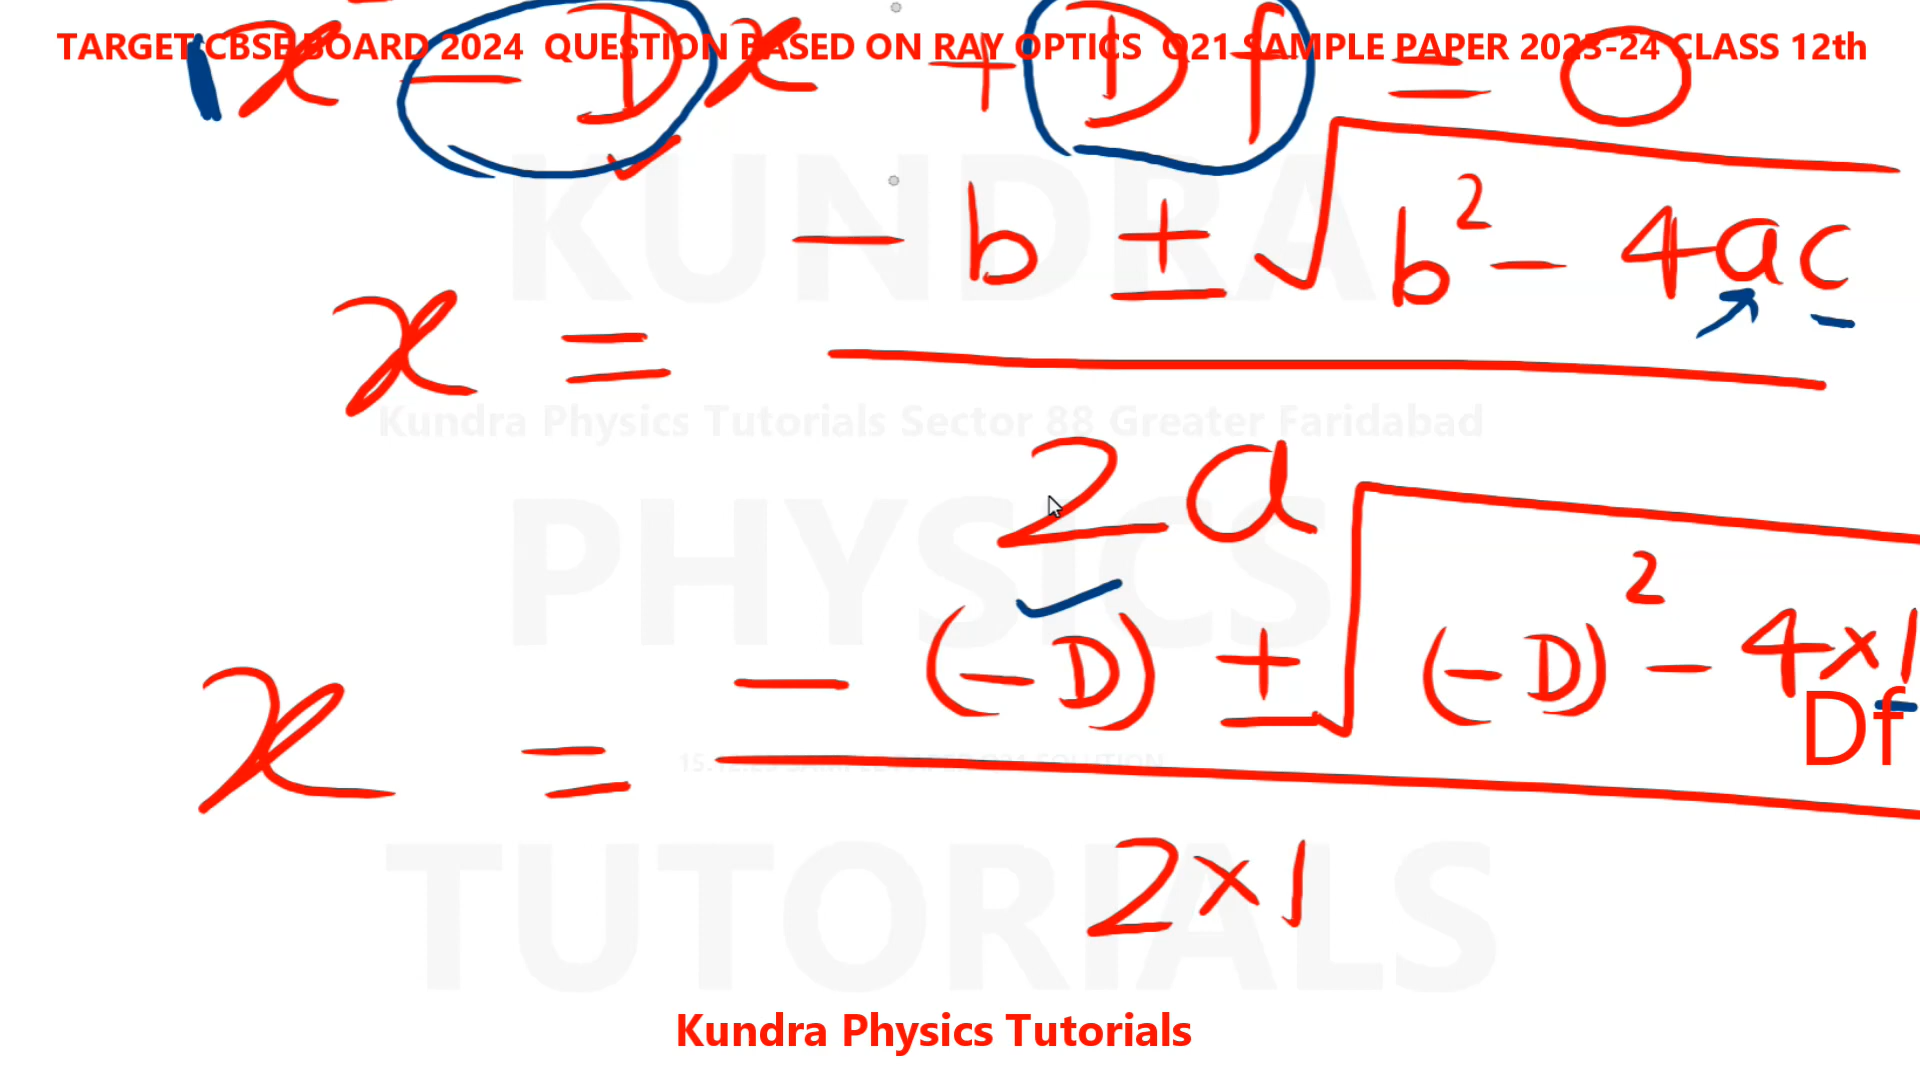 TARGET CBSE BOARD 2024 QUESTION BASED ON RAY OPTICS Q21 SAMPLE PAPER 2023-24 CLASS 12th
1x² - Dx + Df = 0
x = -b ± √(b² - 4ac)
2a
x = -(-D) ± √((-D)² - 4×1
Df
2×1
KUNDRA
Kundra Physics Tutorials Sector 88 Greater Faridabad
PHYSICS
TUTORIALS
Kundra Physics Tutorials